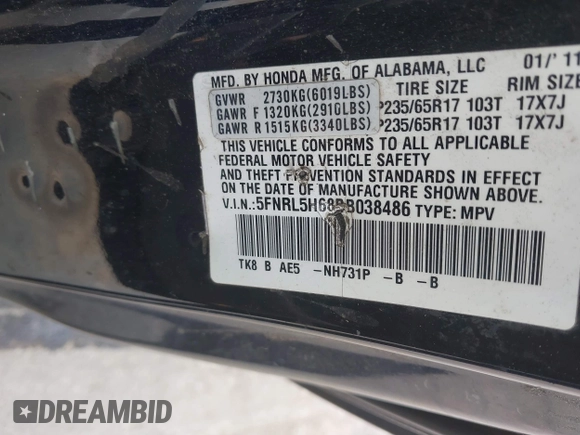 MFD. BY HONDA MFG. OF ALABAMA, LLC 01/'11
TIRE SIZE RIM SIZE
GVWR 2730KG(6019LBS)
GAWR F 1320KG(2910LBS) P235/65R17 103T 17X7J
GAWR R 1515KG(3340LBS) P235/65R17 103T 17X7J
THIS VEHICLE CONFORMS TO ALL APPLICABLE
FEDERAL MOTOR VEHICLE SAFETY
AND THEFT PREVENTION STANDARDS IN EFFECT
ON THE DATE OF MANUFACTURE SHOWN ABOVE.
V.I.N.: TYPE: MPV
TK8 B AE5 -NH731P -B -B
DREAMBID